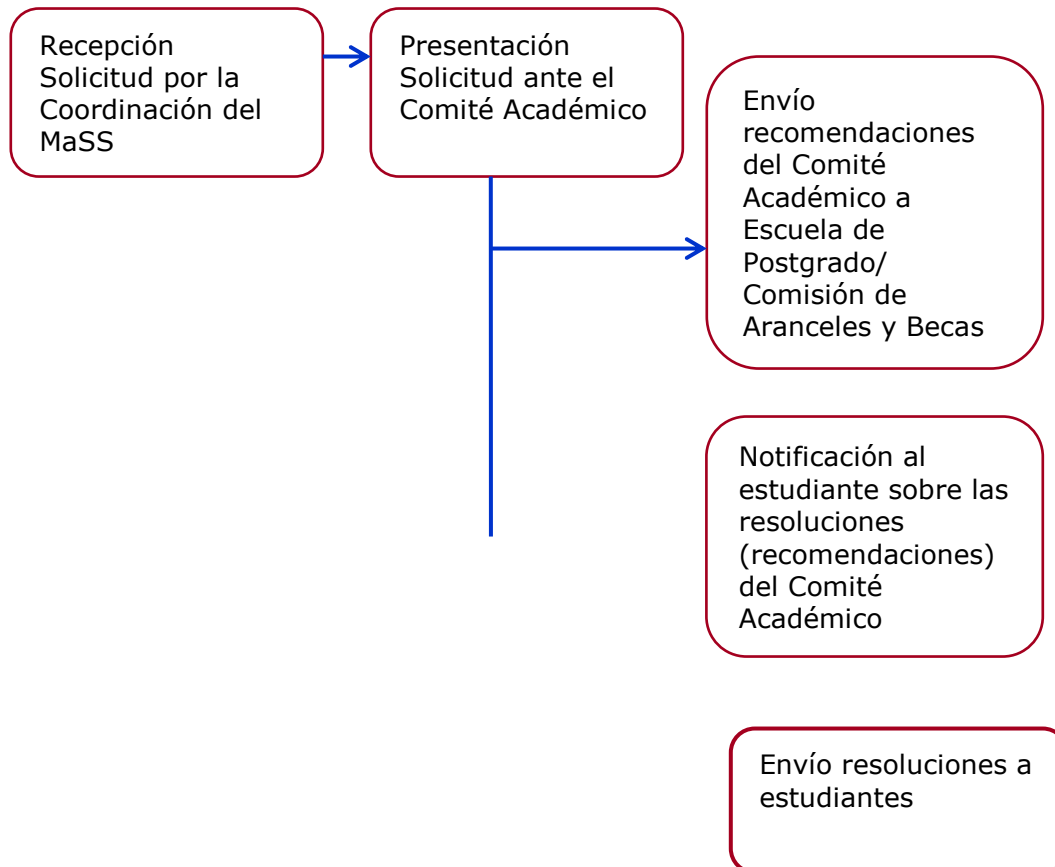 Recepción
Solicitud por la
Coordinación del
MaSS
Presentación
Solicitud ante el
Comité Académico
Envío
recomendaciones
del Comité
Académico a
Escuela de
Postgrado/
Comisión de
Aranceles y Becas
Notificación al
estudiante sobre las
resoluciones
(recomendaciones)
del Comité
Académico
Envío resoluciones a
estudiantes